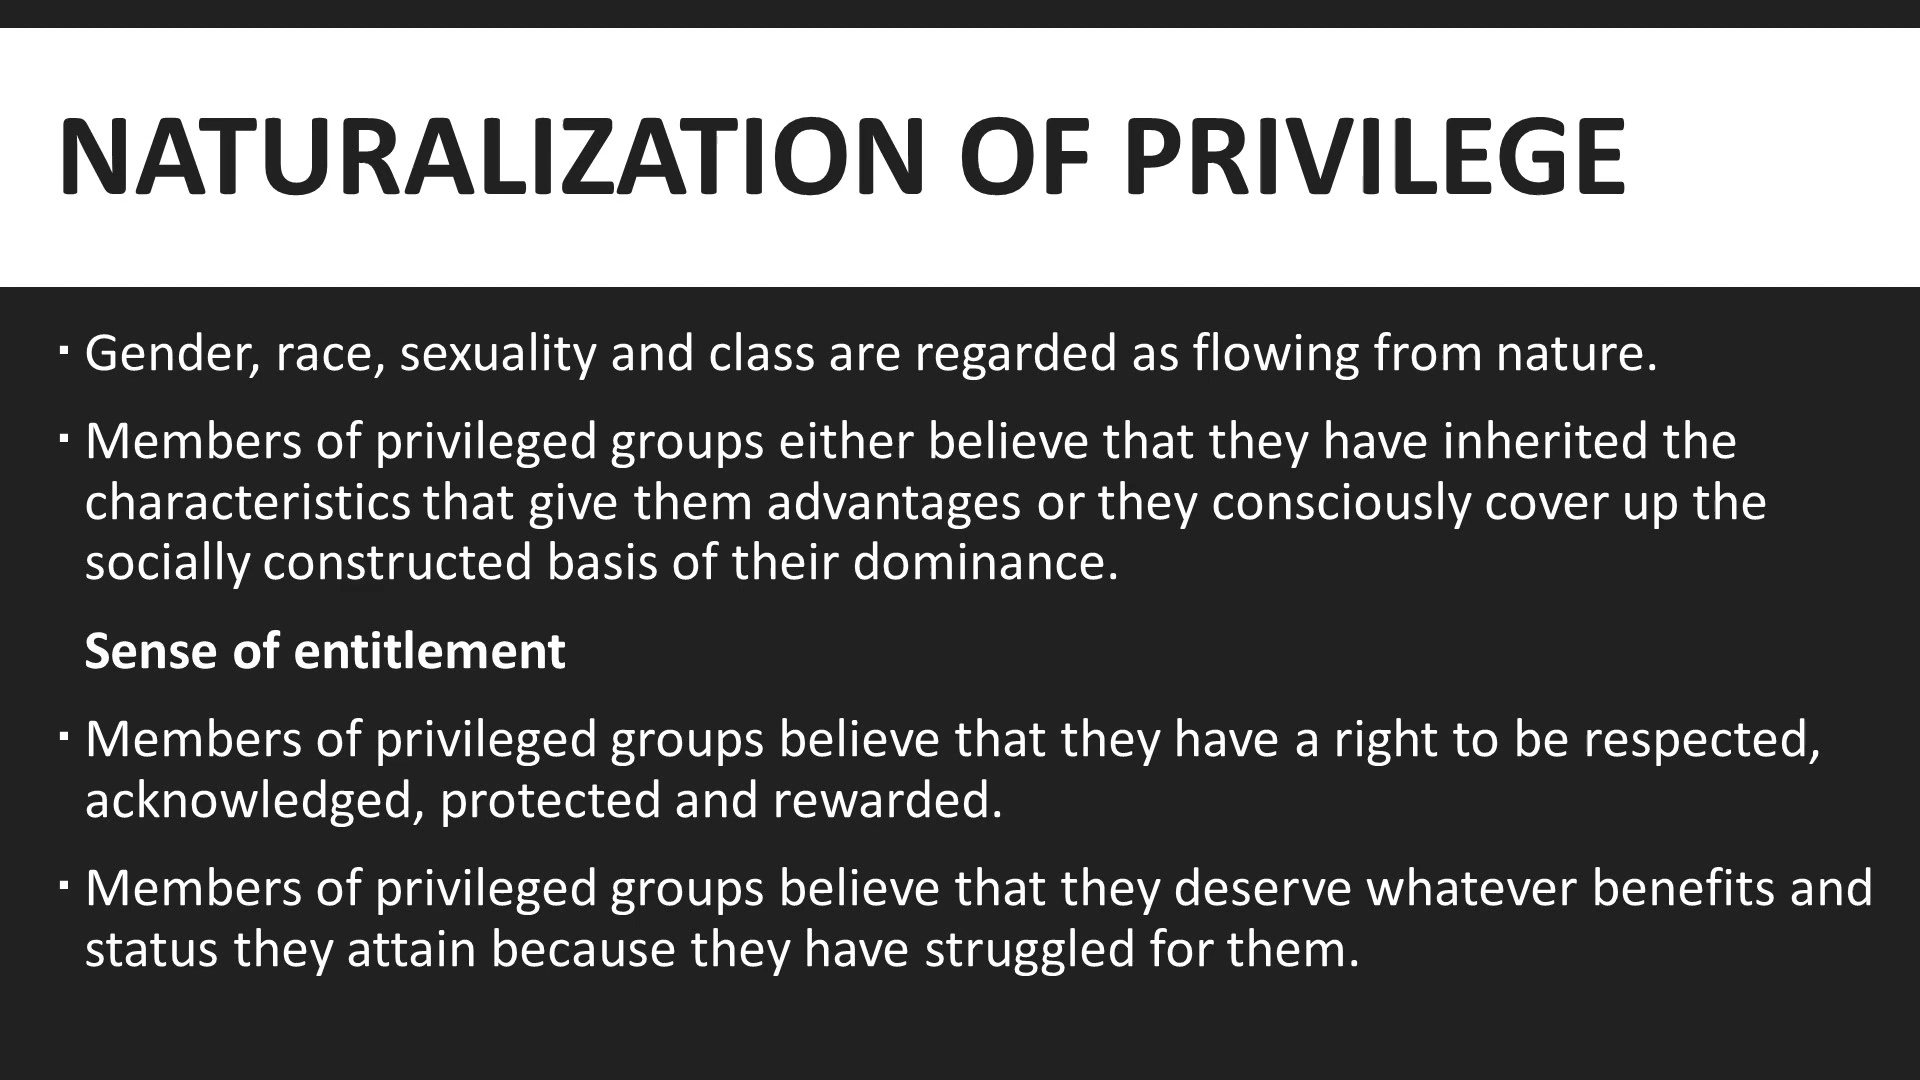 NATURALIZATION OF PRIVILEGE
▪ Gender, race, sexuality and class are regarded as flowing from nature.
▪ Members of privileged groups either believe that they have inherited the
characteristics that give them advantages or they consciously cover up the
socially constructed basis of their dominance.
Sense of entitlement
▪ Members of privileged groups believe that they have a right to be respected,
acknowledged, protected and rewarded.
▪ Members of privileged groups believe that they deserve whatever benefits and
status they attain because they have struggled for them.